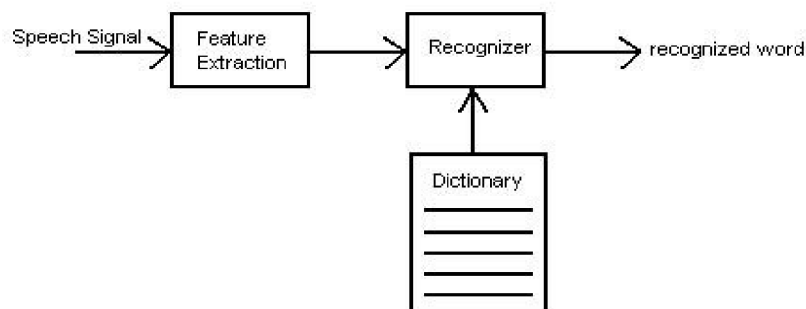 Speech Signal
Feature
Extraction
Recognizer
recognized word
Dictionary